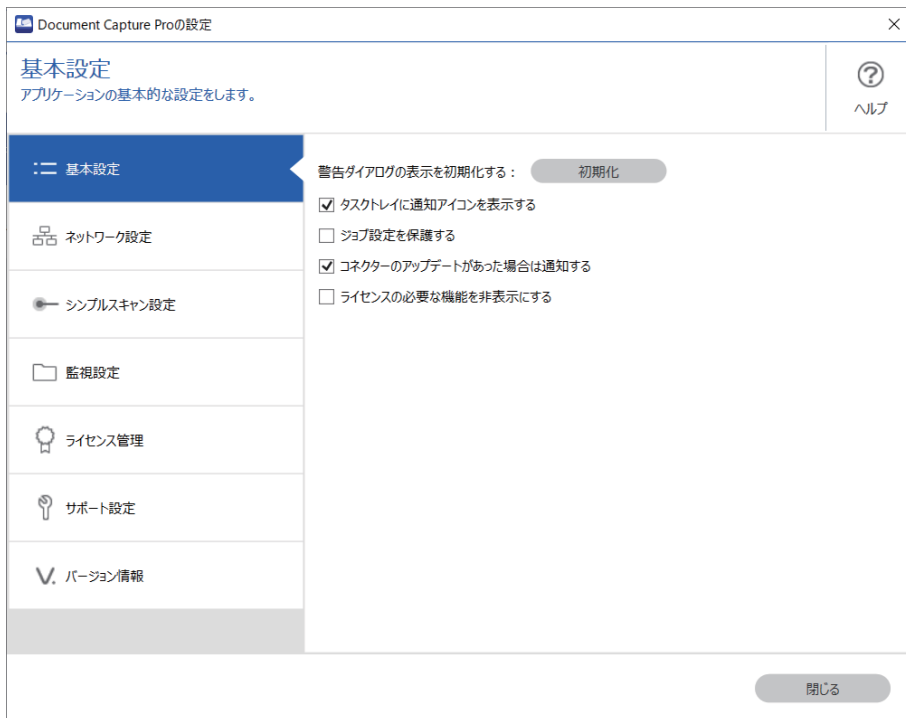 Document Capture Proの設定
基本設定
アプリケーションの基本的な設定をします。
ヘルプ
基本設定
ネットワーク設定
シンプルスキャン設定
監視設定
ライセンス管理
サポート設定
バージョン情報
警告ダイアログの表示を初期化する： 初期化
タスクトレイに通知アイコンを表示する
ジョブ設定を保護する
コネクターのアップデートがあった場合は通知する
ライセンスの必要な機能を非表示にする
閉じる